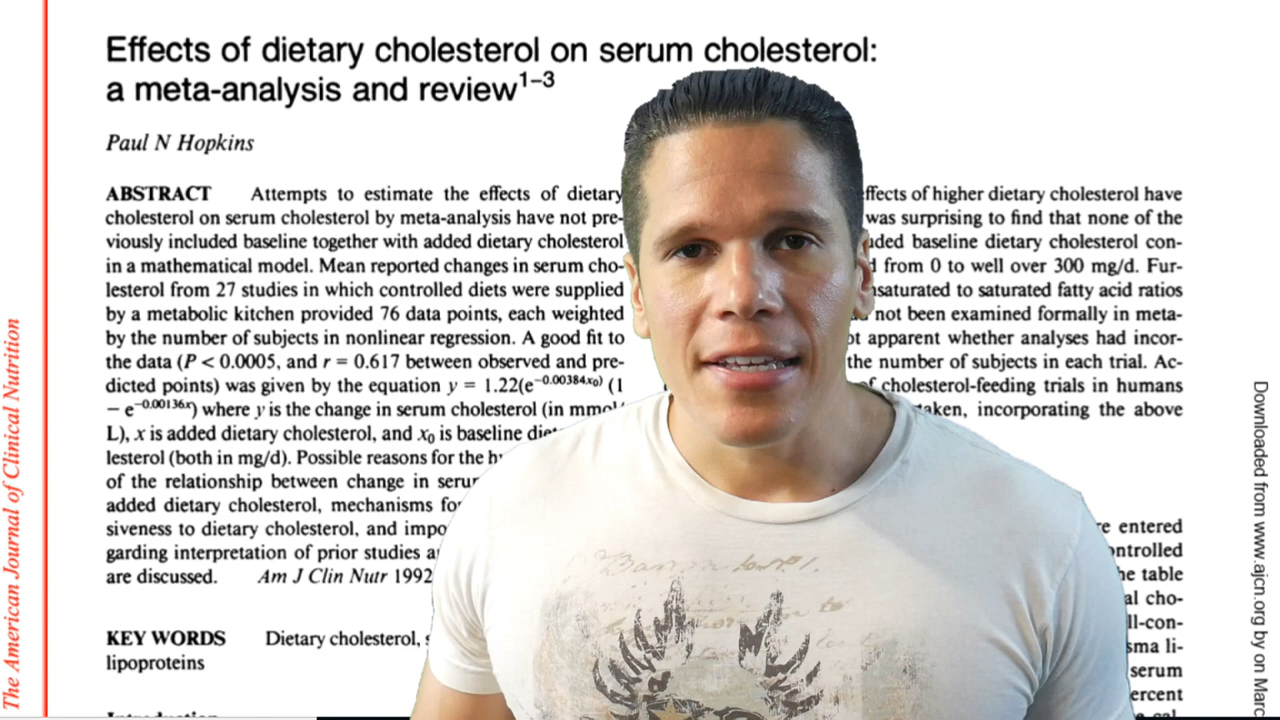 Effects of dietary cholesterol on serum cholesterol:
a meta-analysis and review1–3
Paul N Hopkins
ABSTRACT Attempts to estimate the effects of dietary
cholesterol on serum cholesterol by meta-analysis have not pre-
viously included baseline together with added dietary cholesterol
in a mathematical model. Mean reported changes in serum cho-
lesterol from 27 studies in which controlled diets were supplied
by a metabolic kitchen provided 76 data points, each weighted
by the number of subjects in nonlinear regression. A good fit to
the data (P < 0.0005, and r = 0.617 between observed and pre-
dicted points) was given by the equation y = 1.22(e−0.00384x0) (1
− e−0.00136x) where y is the change in serum cholesterol (in mmol/
L), x is added dietary cholesterol, and x0 is baseline
lesterol (both in mg/d). Possible reasons for the
of the relationship between change in
added dietary cholesterol, mechanisms
siveness to dietary cholesterol, and
garding interpretation of prior studies
are discussed. Am J Clin Nutr 1992
KEY WORDS Dietary cholesterol,
lipoproteins
effects of higher dietary cholesterol have
was surprising to find that none of the
baseline dietary cholesterol con-
from 0 to well over 300 mg/d. Fur-
saturated to saturated fatty acid ratios
not been examined formally in meta-
apparent whether analyses had incor-
the number of subjects in each trial. Ac-
of cholesterol-feeding trials in humans
taken, incorporating the above
entered
ntrolled
the table
al cho-
ll-con-
sma li-
serum
ercent
The American Journal of Clinical Nutrition
Downloaded from www.ajcn.org by on Marc